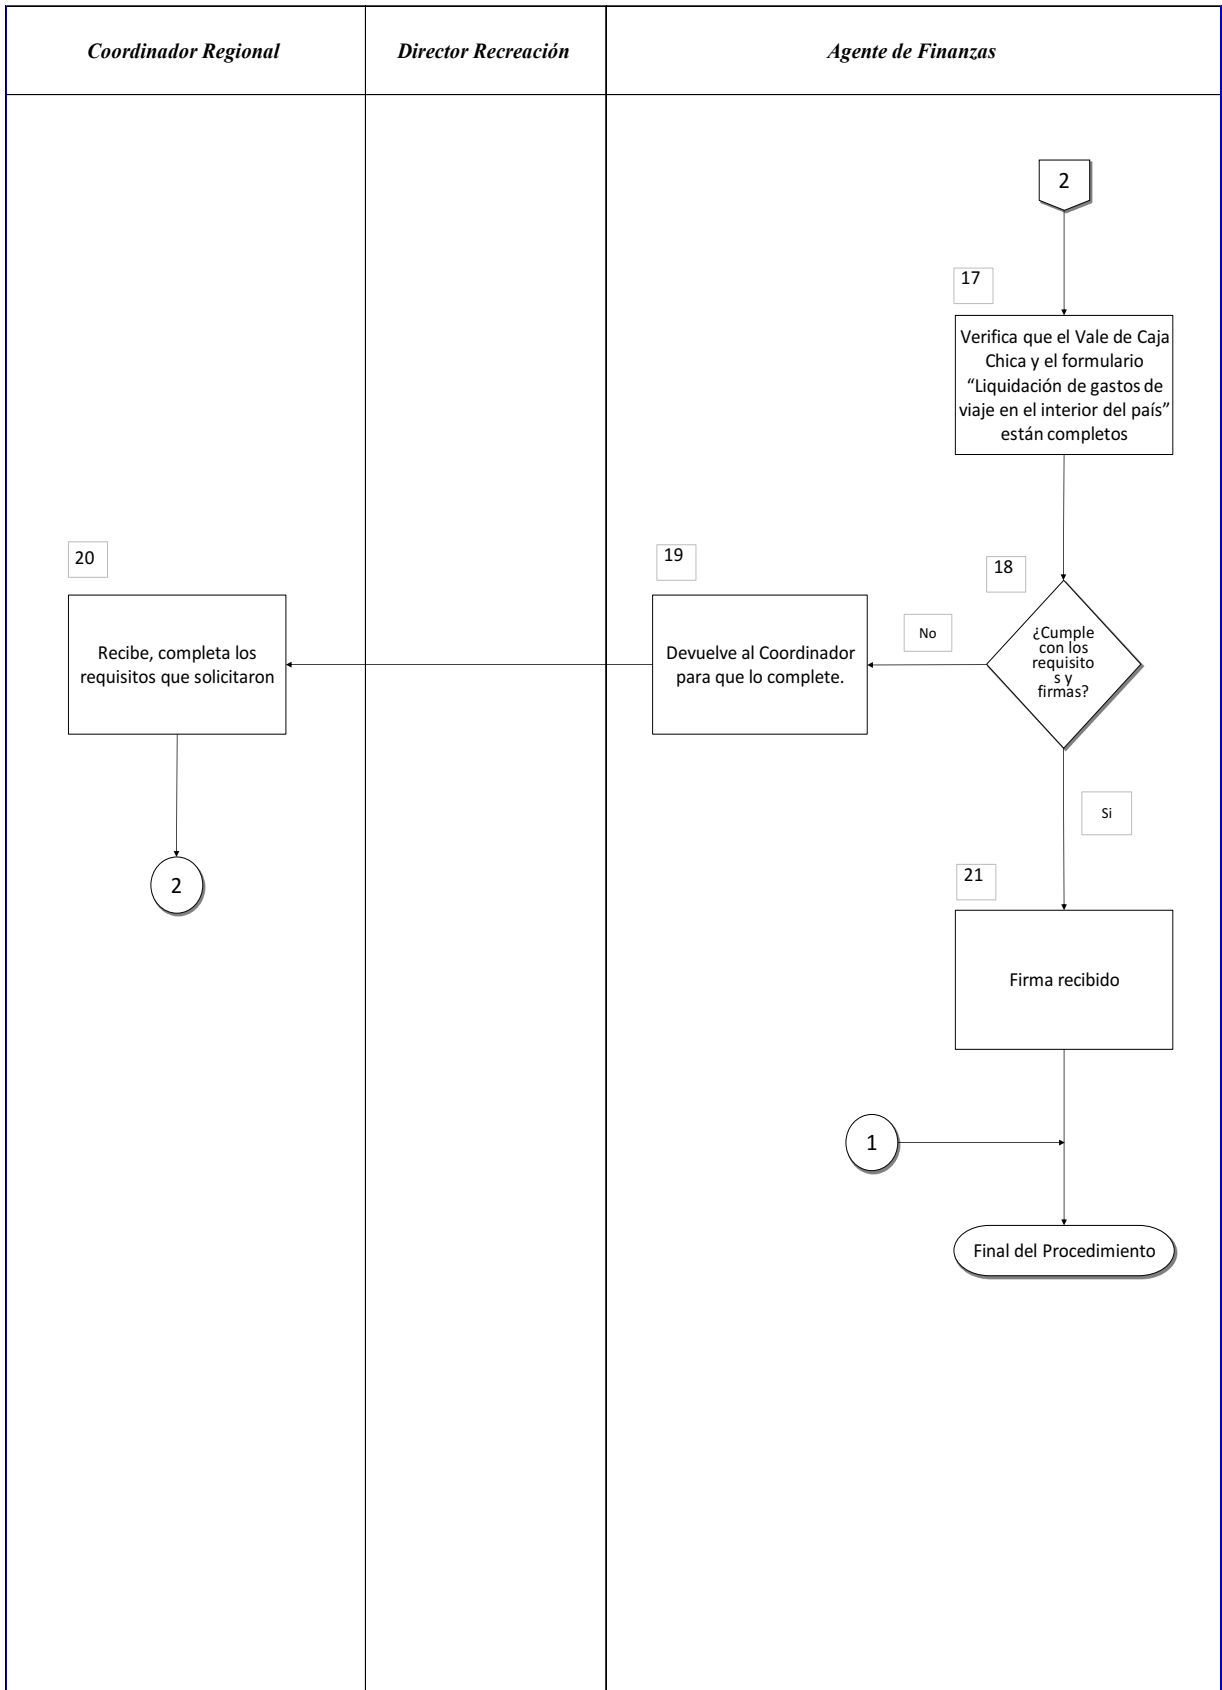 Coordinador Regional
Director Recreación
Agente de Finanzas
2
17
Verifica que el Vale de Caja
Chica y el formulario
“Liquidación de gastos de
viaje en el interior del país”
están completos
20
19
18
Recibe, completa los
requisitos que solicitaron
Devuelve al Coordinador
para que lo complete.
No
¿Cumple
con los
requisito
s y
firmas?
Si
2
21
Firma recibido
1
Final del Procedimiento